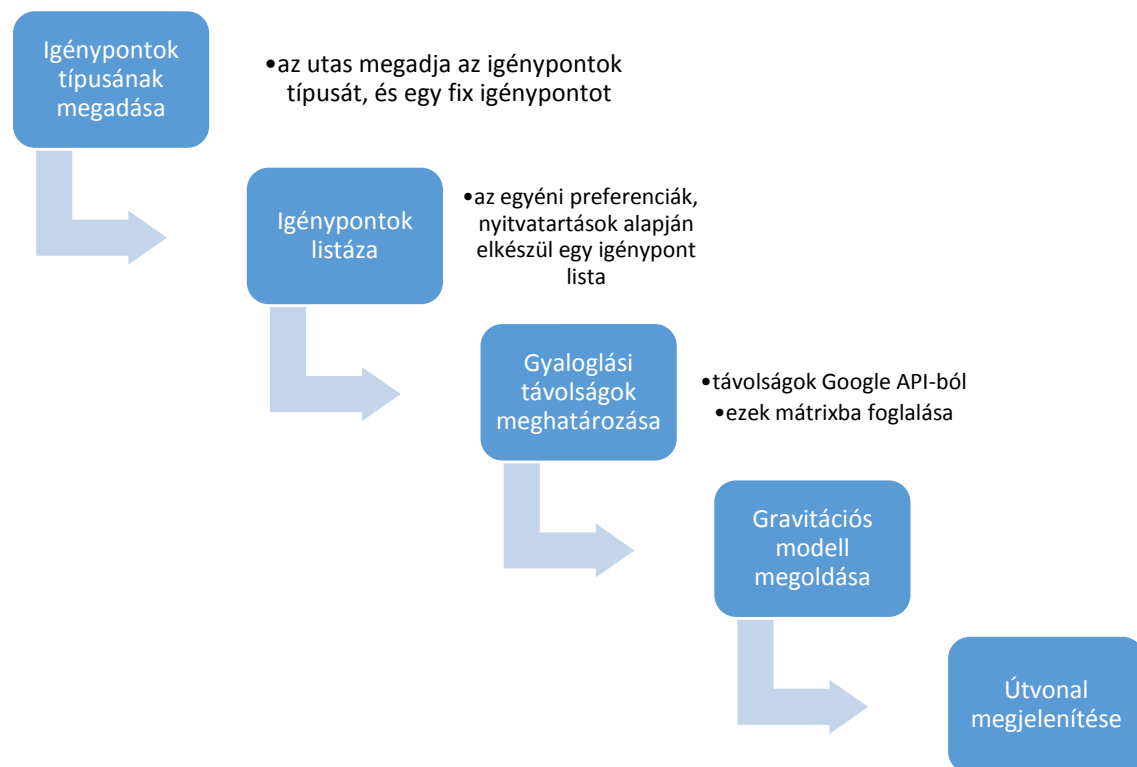 Igénypontok
típusának
megadása
•az utas megadja az igénypontok
típusát, és egy fix igénypontot
Igénypontok
listáza
•az egyéni preferenciák,
nyitvatartások alapján
elkészül egy igénypont
lista
Gyaloglási
távolságok
meghatározása
•távolságok Google API-ból
•ezek mátrixba foglalása
Gravitációs
modell
megoldása
Útvonal
megjelenítése